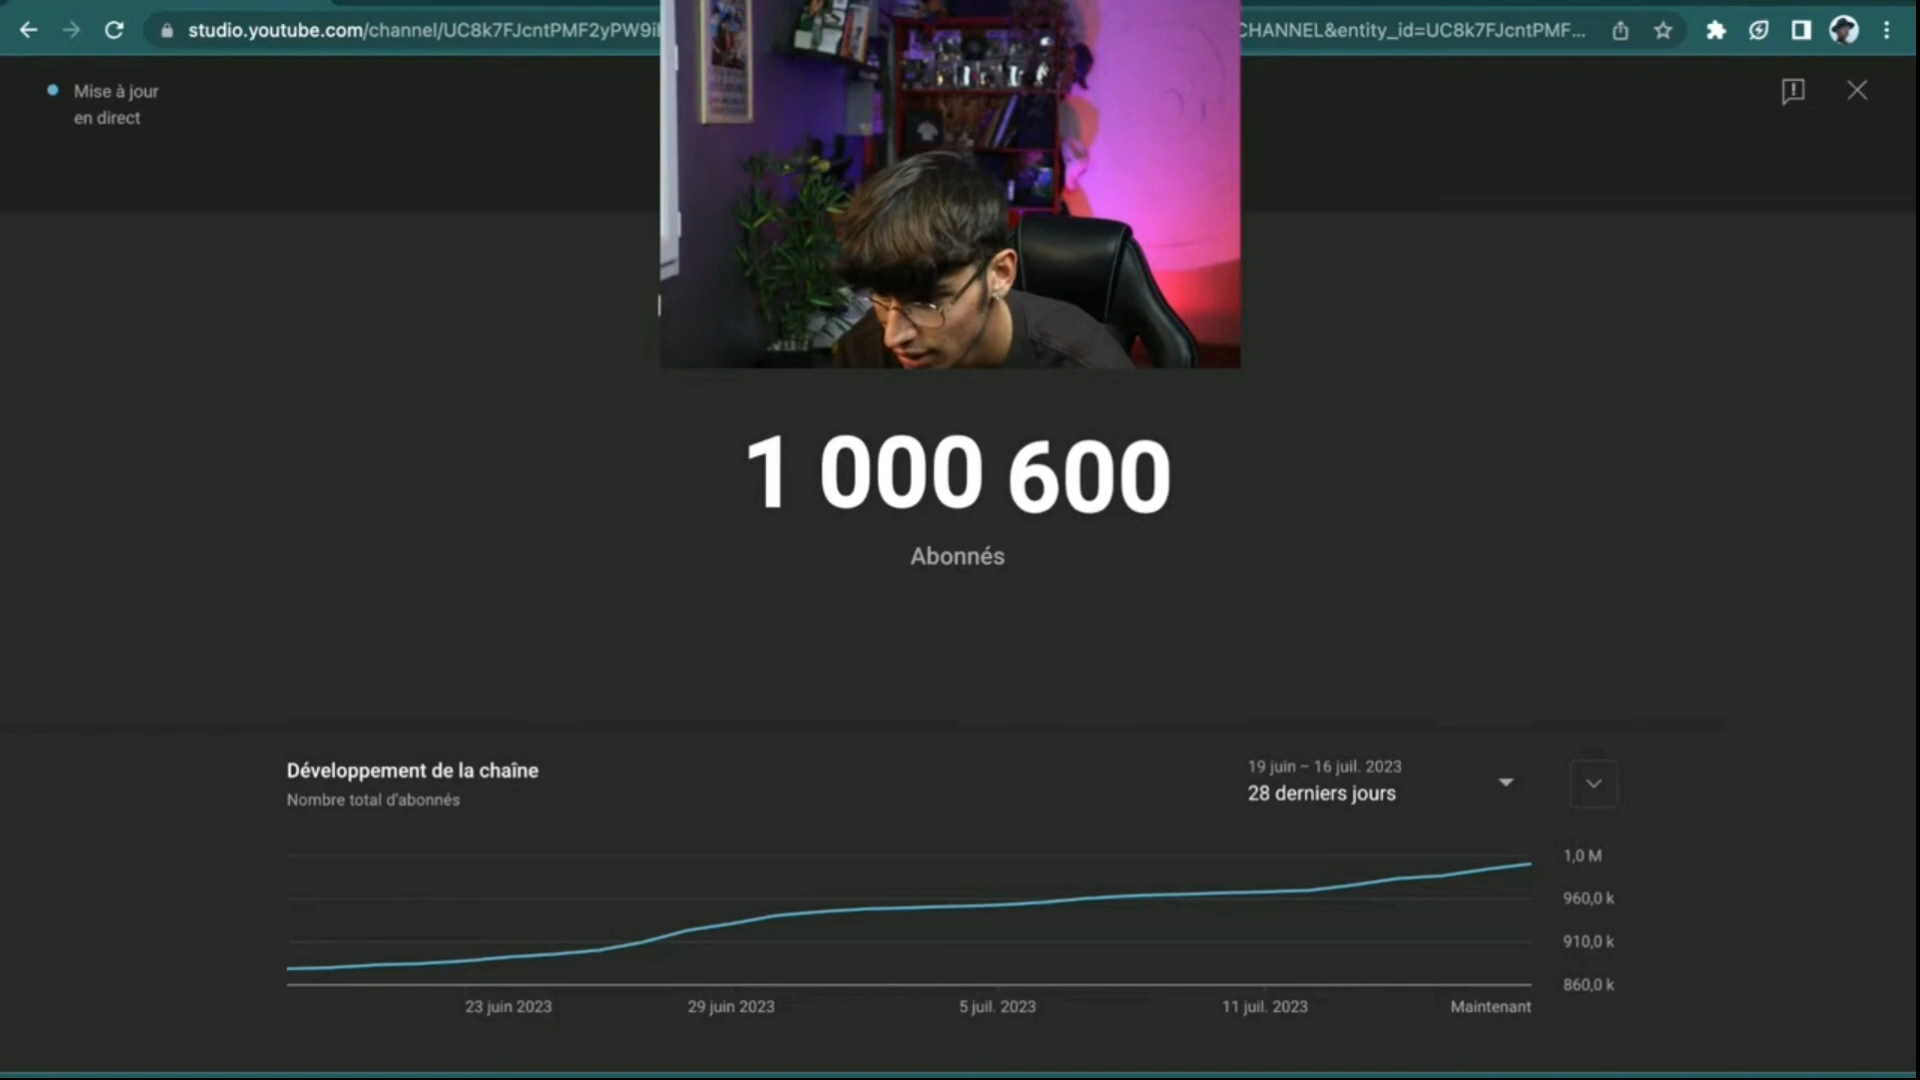 studio.youtube.com/channel/UC8k7FJcntPMF2yPW9i
CHANNEL&entity_id=UC8k7FJcntPMF...
Mise à jour
en direct
1 000 600
Abonnés
Développement de la chaîne
Nombre total d'abonnés
19 juin – 16 juil. 2023
28 derniers jours
1,0 M
960,0 k
910,0 k
860,0 k
23 juin 2023
29 juin 2023
5 juil. 2023
11 juil. 2023
Maintenant